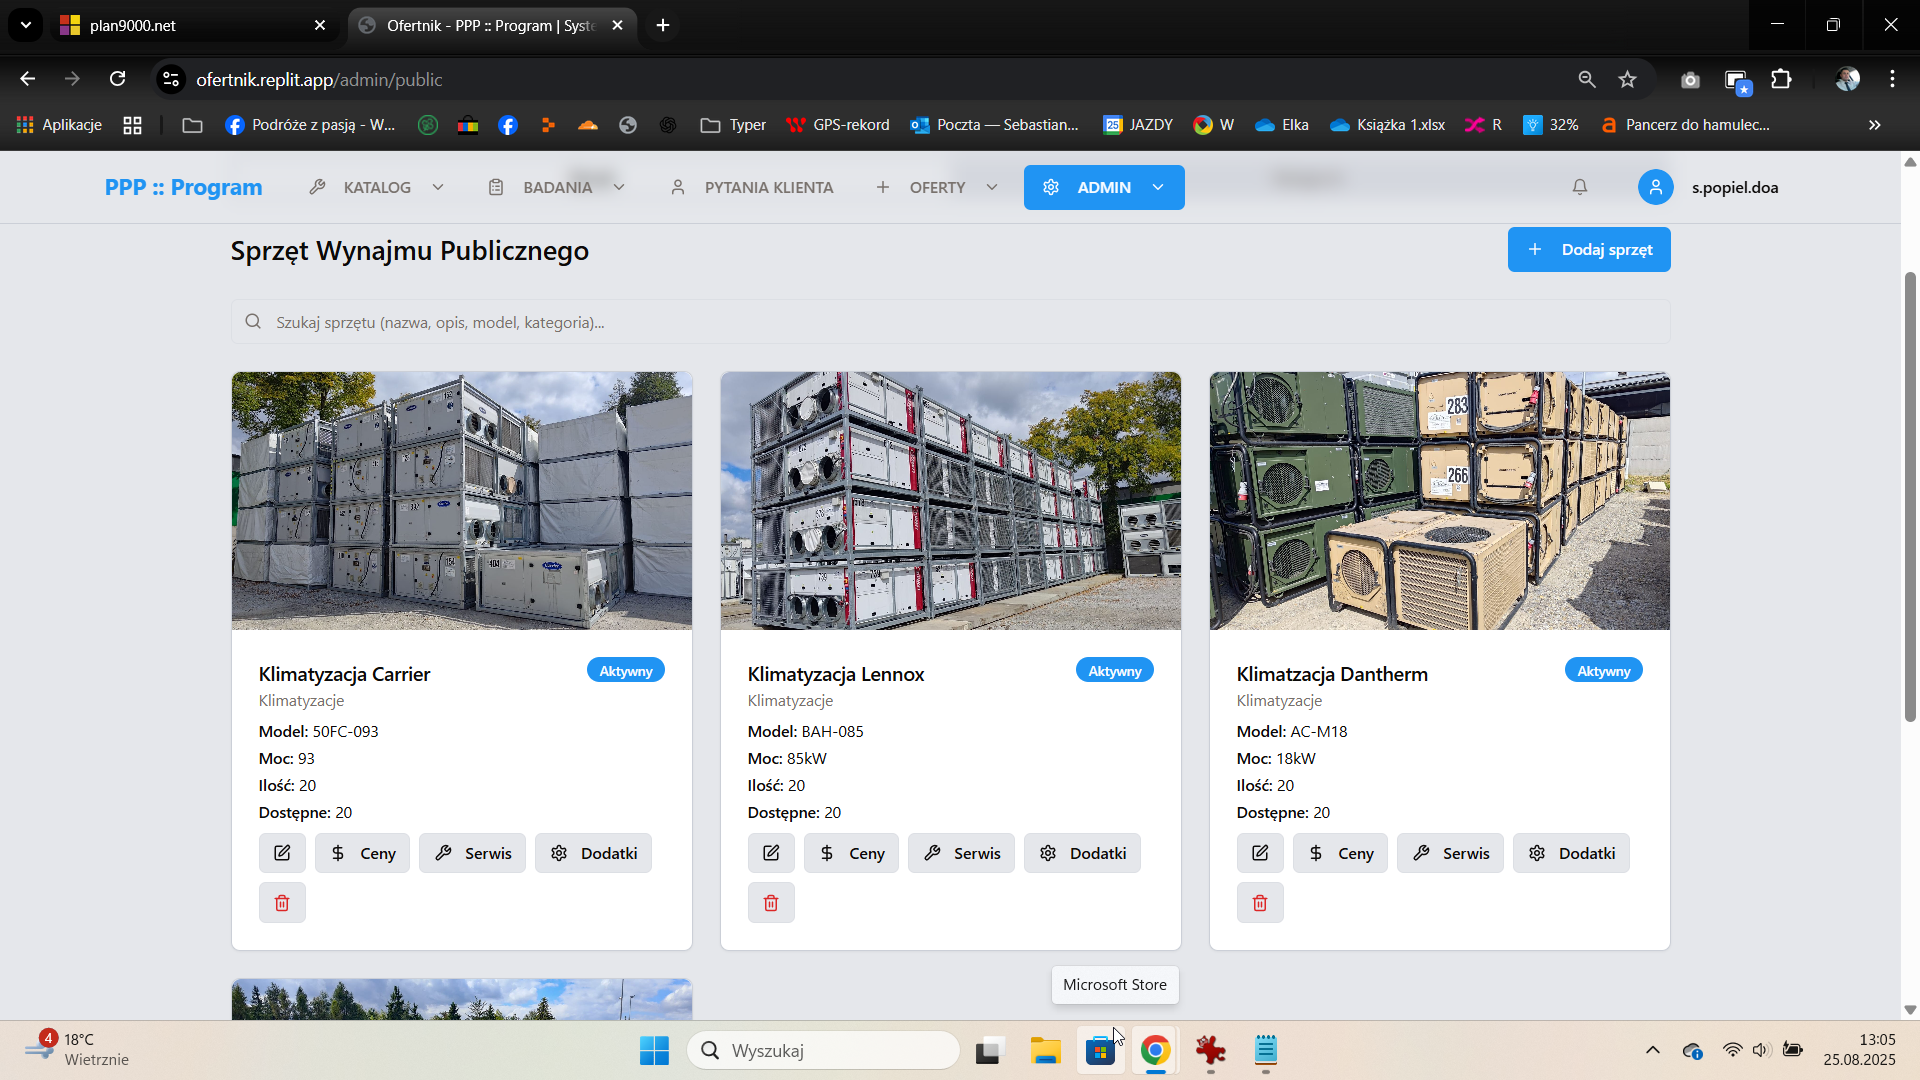 plan9000.net
Ofertnik - PPP :: Program | Syste
ofertnik.replit.app/admin/public
Aplikacje
Podróże z pasją - W...
Typer
GPS-rekord
Poczta — Sebastian...
25
JAZDY
W
Elka
Książka 1.xlsx
R
32%
a
Pancerz do hamulec...
PPP :: Program
KATALOG
BADANIA
PYTANIA KLIENTA
OFERTY
ADMIN
s.popiel.doa
Sprzęt Wynajmu Publicznego
Dodaj sprzęt
Szukaj sprzętu (nazwa, opis, model, kategoria)...
283
266
Klimatyzacja Carrier
Aktywny
Klimatyzacje
Model: 50FC-093
Moc: 93
Ilość: 20
Dostępne: 20
Ceny
Serwis
Dodatki
Klimatyzacja Lennox
Aktywny
Klimatyzacje
Model: BAH-085
Moc: 85kW
Ilość: 20
Dostępne: 20
Ceny
Serwis
Dodatki
Klimatzacja Dantherm
Aktywny
Klimatyzacje
Model: AC-M18
Moc: 18kW
Ilość: 20
Dostępne: 20
Ceny
Serwis
Dodatki
Microsoft Store
4
18°C
Wietrznie
Wyszukaj
13:05
25.08.2025